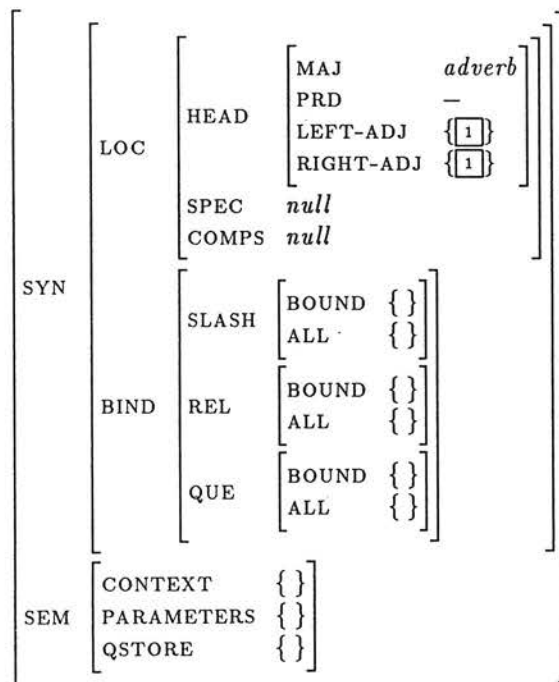 MAJ adverb
PRD –
HEAD
LEFT-ADJ {1}
LOC
RIGHT-ADJ {1}
SPEC null
COMPS null
SYN
BOUND { }
SLASH
ALL { }
BOUND { }
BIND REL
ALL { }
BOUND { }
QUE
ALL { }
CONTEXT { }
SEM PARAMETERS { }
QSTORE { }